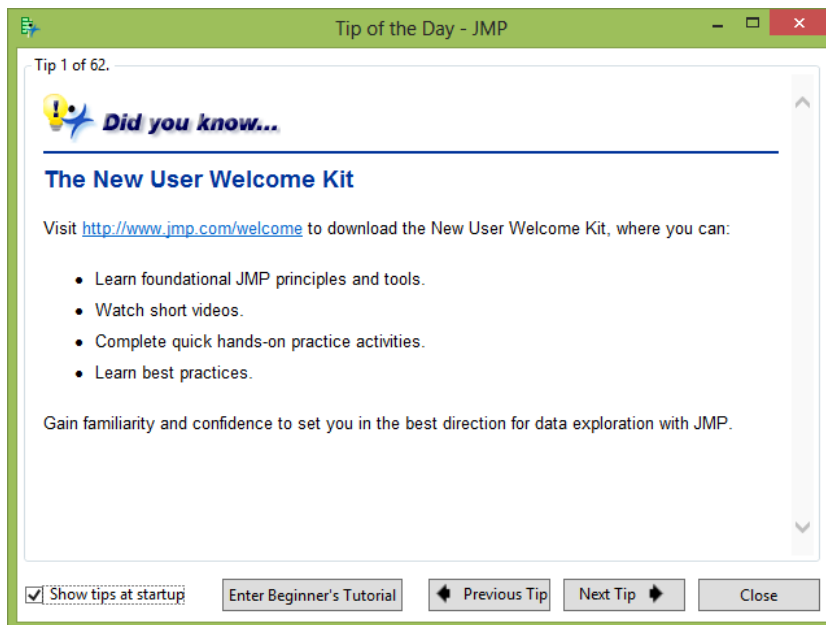 Tip of the Day - JMP
Tip 1 of 62.
Did you know...
The New User Welcome Kit
Visit http://www.jmp.com/welcome to download the New User Welcome Kit, where you can:
• Learn foundational JMP principles and tools.
• Watch short videos.
• Complete quick hands-on practice activities.
• Learn best practices.
Gain familiarity and confidence to set you in the best direction for data exploration with JMP.
Show tips at startup Enter Beginner's Tutorial Previous Tip Next Tip Close